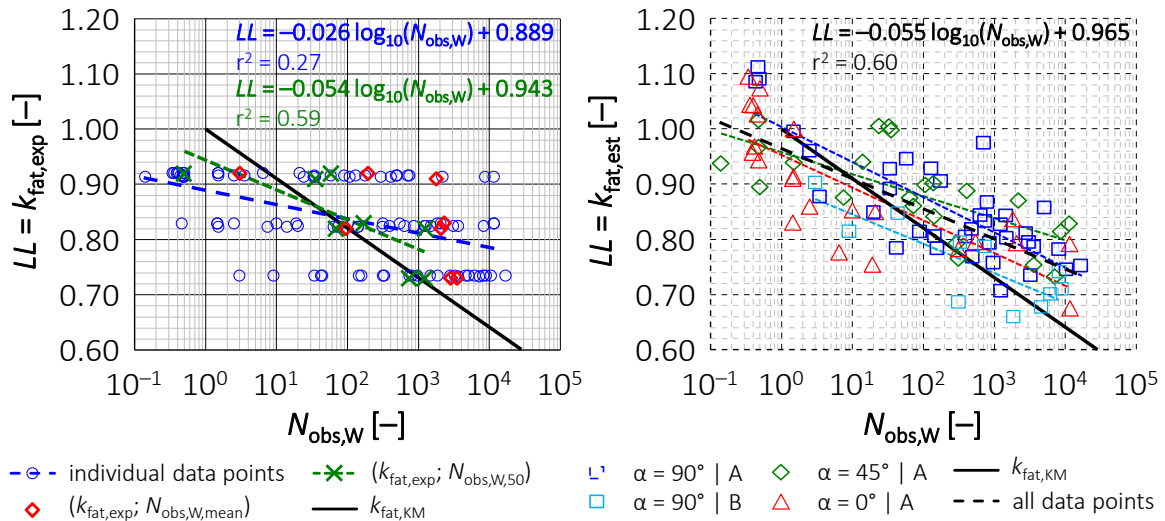 LL = −0.026 log10(Nobs,W) + 0.889
r² = 0.27
LL = −0.054 log10(Nobs,W) + 0.943
r² = 0.59
LL = kfat,exp [−]
1.20
1.10
1.00
0.90
0.80
0.70
0.60
10⁻¹ 10⁰ 10¹ 10² 10³ 10⁴ 10⁵
Nobs,W [−]
individual data points
(kfat,exp; Nobs,W,50)
(kfat,exp; Nobs,W,mean)
kfat,KM
LL = −0.055 log10(Nobs,W) + 0.965
r² = 0.60
LL = kfat,est [−]
1.20
1.10
1.00
0.90
0.80
0.70
0.60
10⁻¹ 10⁰ 10¹ 10² 10³ 10⁴ 10⁵
Nobs,W [−]
α = 90° | A
α = 45° | A
kfat,KM
α = 90° | B
α = 0° | A
all data points